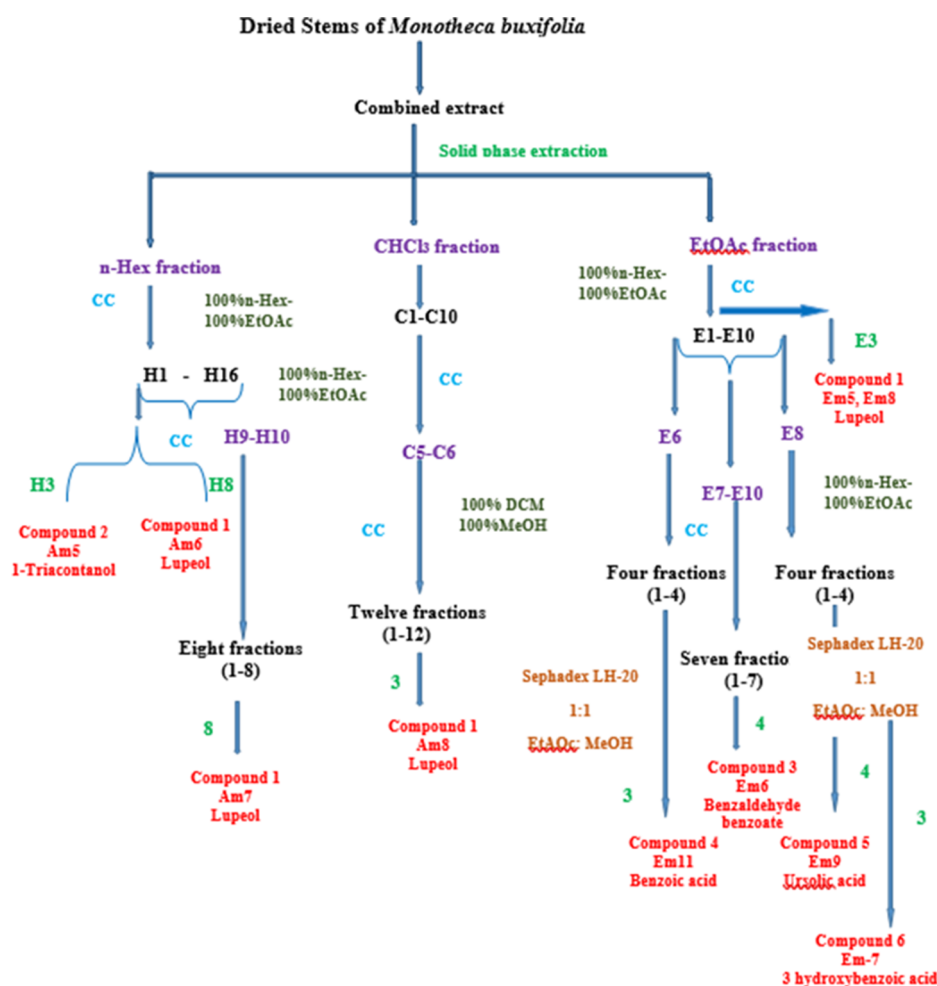 Dried Stems of Monotheca buxifolia
Combined extract
Solid phase extraction
n-Hex fraction
CHCl3 fraction
EtOAc fraction
CC
100%n-Hex-
100%EtOAc
C1-C10
100%n-Hex-
100%EtOAc
CC
E1-E10
E3
Compound 1
Em5, Em8
Lupeol
H1 - H16
100%n-Hex-
100%EtOAc
CC
CC
H9-H10
H3
H8
Compound 2
Am5
1-Triacontanol
Compound 1
Am6
Lupeol
C5-C6
CC
100% DCM
100%MeOH
E6
E8
E7-E10
CC
100%n-Hex-
100%EtOAc
Eight fractions
(1-8)
8
Compound 1
Am7
Lupeol
Twelve fractions
(1-12)
3
Compound 1
Am8
Lupeol
Four fractions
(1-4)
Sephadex LH-20
1:1
EtAOc: MeOH
3
Compound 4
Em11
Benzoic acid
Seven fractio
(1-7)
4
Compound 3
Em6
Benzaldehyde
benzoate
Four fractions
(1-4)
Sephadex LH-20
1:1
EtAOc: MeOH
4
3
Compound 5
Em9
Ursolic acid
Compound 6
Em-7
3 hydroxybenzoic acid